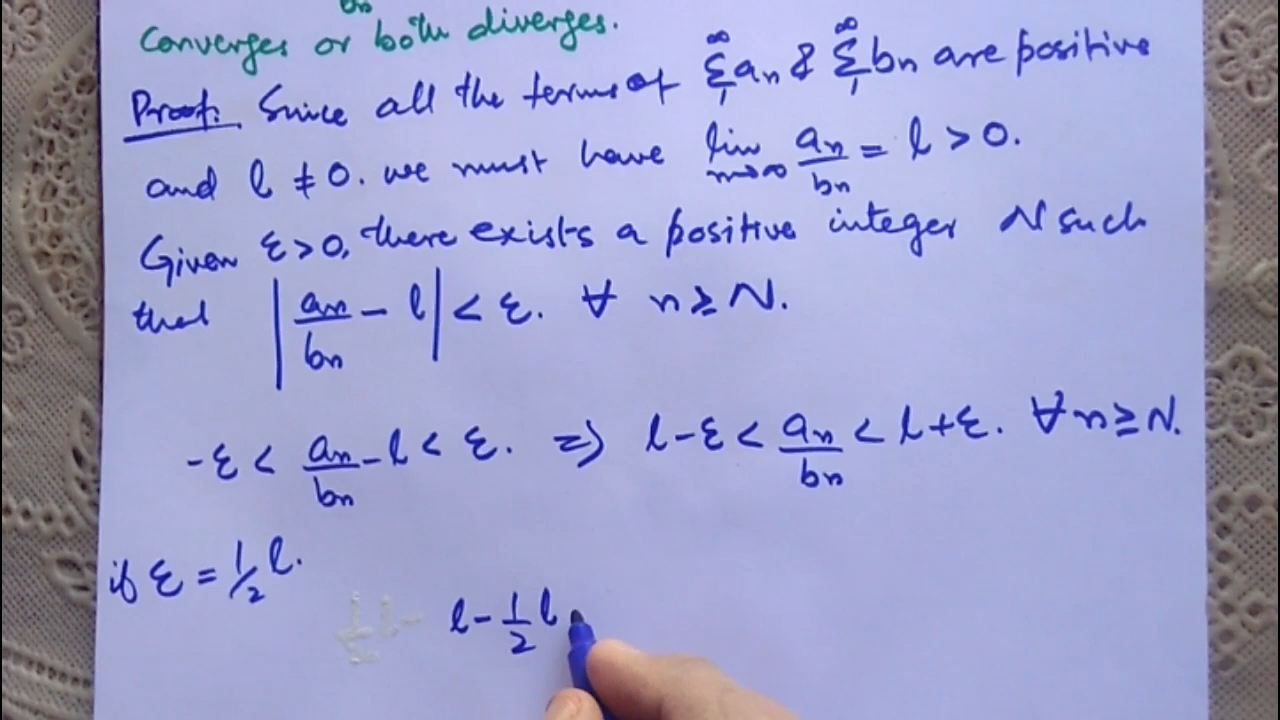 converges or both diverges.
Proof: Since all the terms of ∞Σ1 an & ∞Σ1 bn are positive
and l ≠ 0. we must have lim n→∞ an/bn = l > 0.
Given ε > 0, there exists a positive integer N such
that |an/bn - l| < ε. ∀ n ≥ N.
-ε < an/bn - l < ε. ⇒ l - ε < an/bn < l + ε. ∀ n ≥ N.
if ε = 1/2 l.
l - 1/2 l